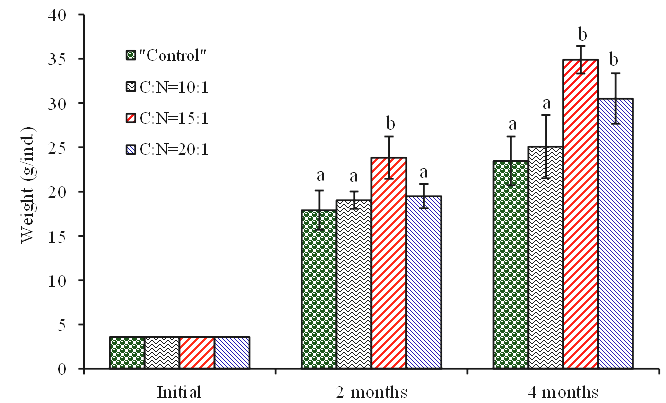 40
35
30
25
20
15
10
5
0
Weight (g/ind.)
"Control"
C:N=10:1
C:N=15:1
C:N=20:1
a a b a
a a b b
Initial 2 months 4 months